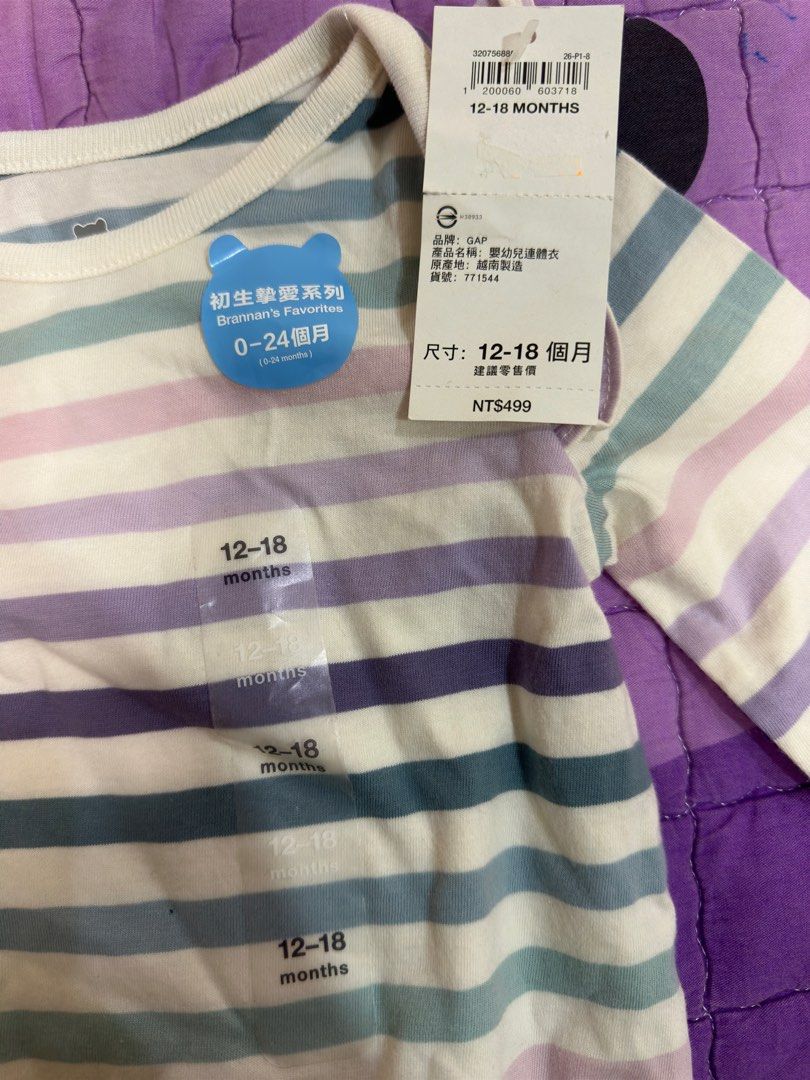 26-P1-8
1 200060 603718
12-18 MONTHS
品牌: GAP
產品名稱: 嬰幼兒連體衣
原產地: 越南製造
貨號: 771544
尺寸: 12-18 個月
建議零售價
NT$499
初生摯愛系列
Brannan's Favorites
0-24個月
(0-24 months)
12–18
months
12–18
months
12–18
months
12–18
months
12–18
months